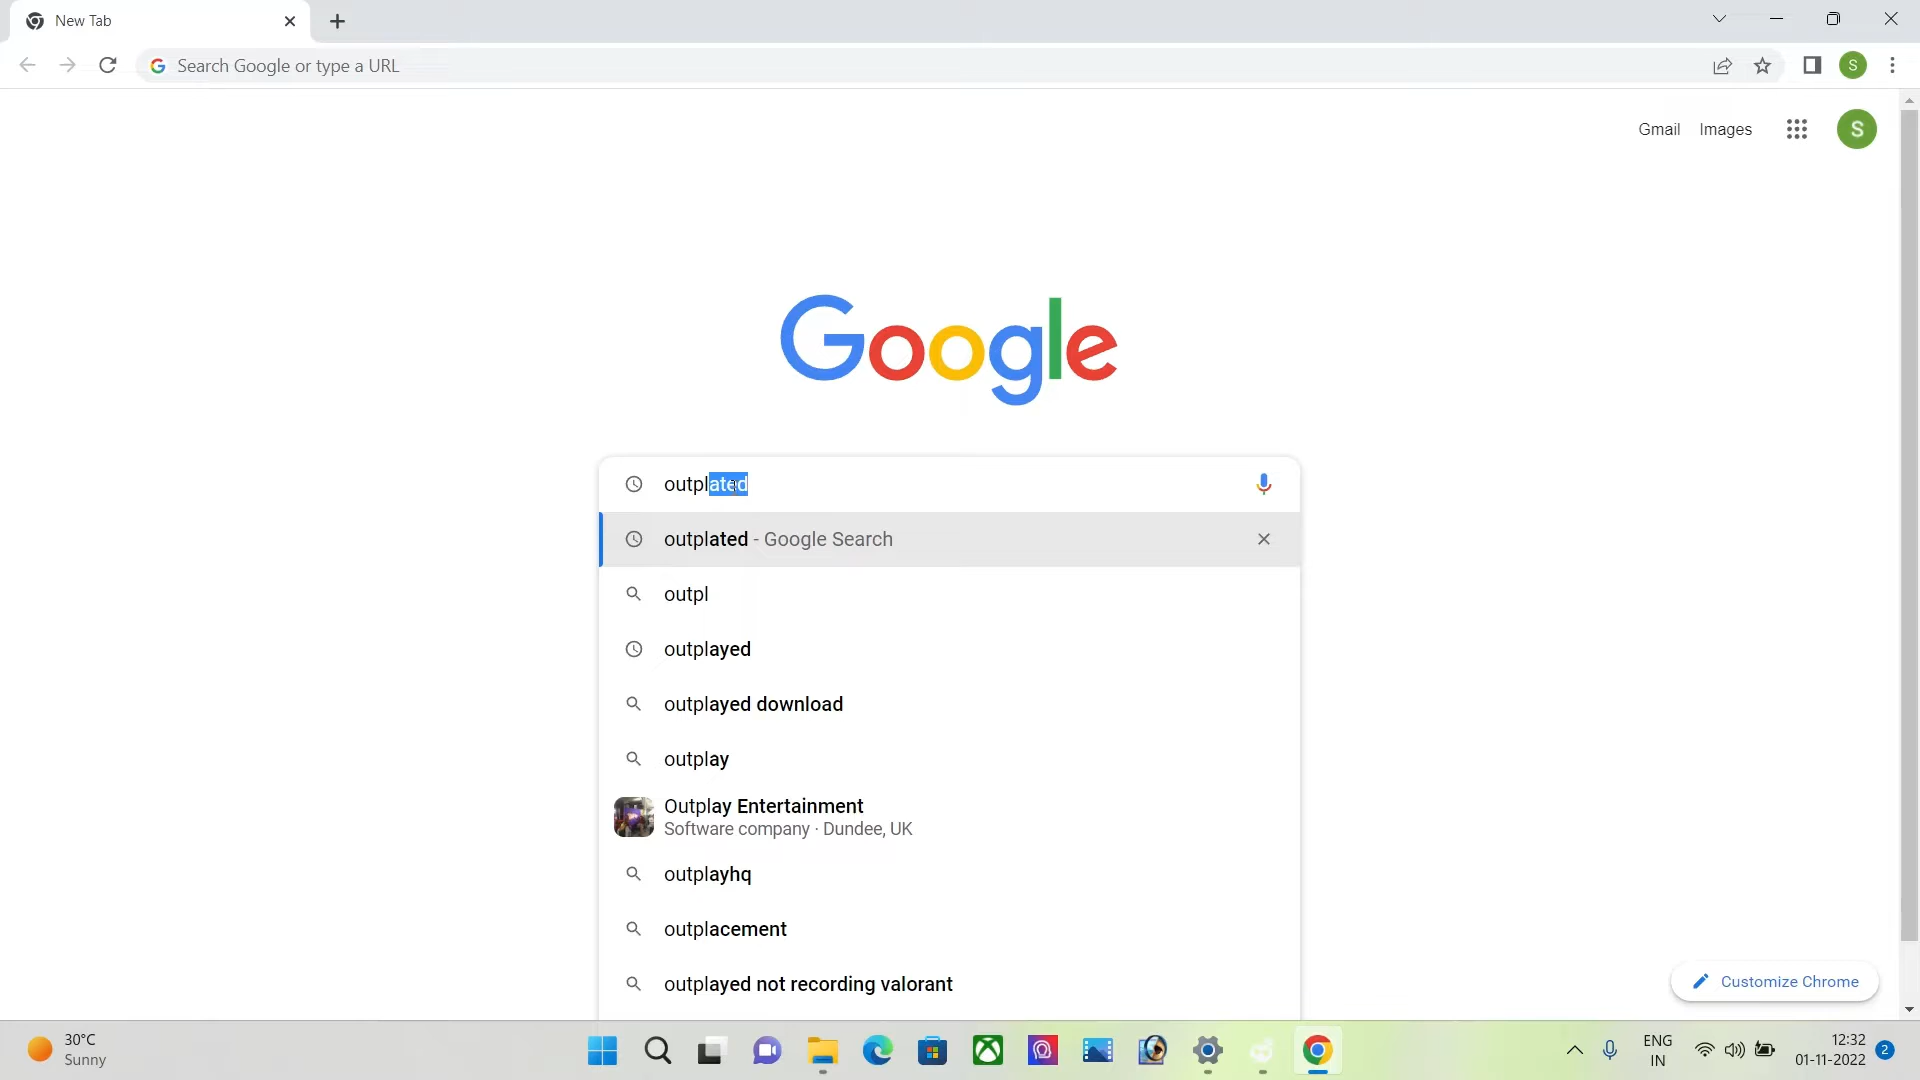 New Tab
Search Google or type a URL
S
Gmail Images
S
Google
outplated
outplated - Google Search
outpl
outplayed
outplayed download
outplay
Outplay Entertainment
Software company · Dundee, UK
outplayhq
outplacement
outplayed not recording valorant
Customize Chrome
30°C
Sunny
ENG
IN
12:32
01-11-2022
2